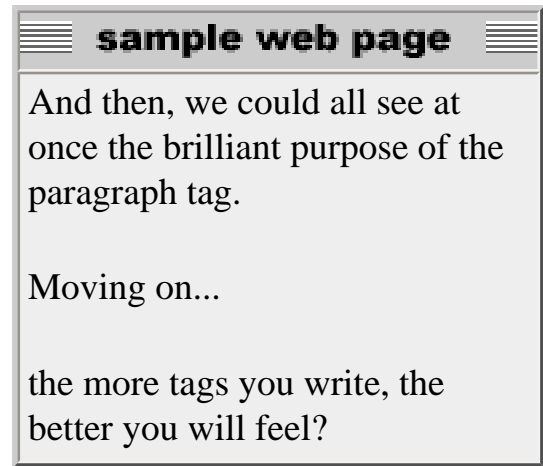 sample web page
And then, we could all see at
once the brilliant purpose of the
paragraph tag.
Moving on...
the more tags you write, the
better you will feel?